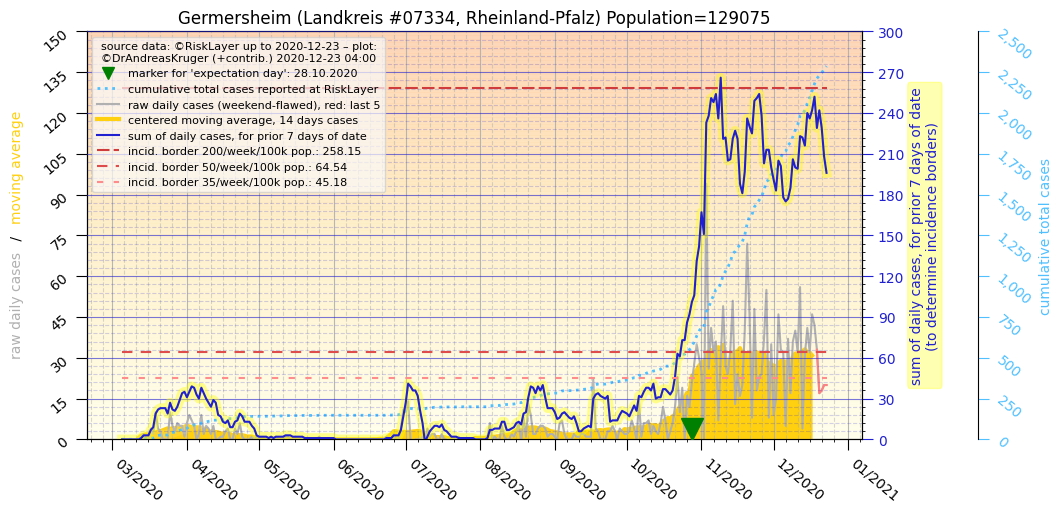 Germersheim (Landkreis #07334, Rheinland-Pfalz) Population=129075
source data: ©RiskLayer up to 2020-12-23 – plot:
©DrAndreasKruger (+contrib.) 2020-12-23 04:00
marker for 'expectation day': 28.10.2020
cumulative total cases reported at RiskLayer
raw daily cases (weekend-flawed), red: last 5
centered moving average, 14 days cases
sum of daily cases, for prior 7 days of date
incid. border 200/week/100k pop.: 258.15
incid. border 50/week/100k pop.: 64.54
incid. border 35/week/100k pop.: 45.18
raw daily cases / moving average
150
135
120
105
90
75
60
45
30
15
0
03/2020
04/2020
05/2020
06/2020
07/2020
08/2020
09/2020
10/2020
11/2020
12/2020
01/2021
300
270
240
210
180
150
120
90
60
30
0
sum of daily cases, for prior 7 days of date
(to determine incidence borders)
2,500
2,250
2,000
1,750
1,500
1,250
1,000
750
500
250
0
cumulative total cases